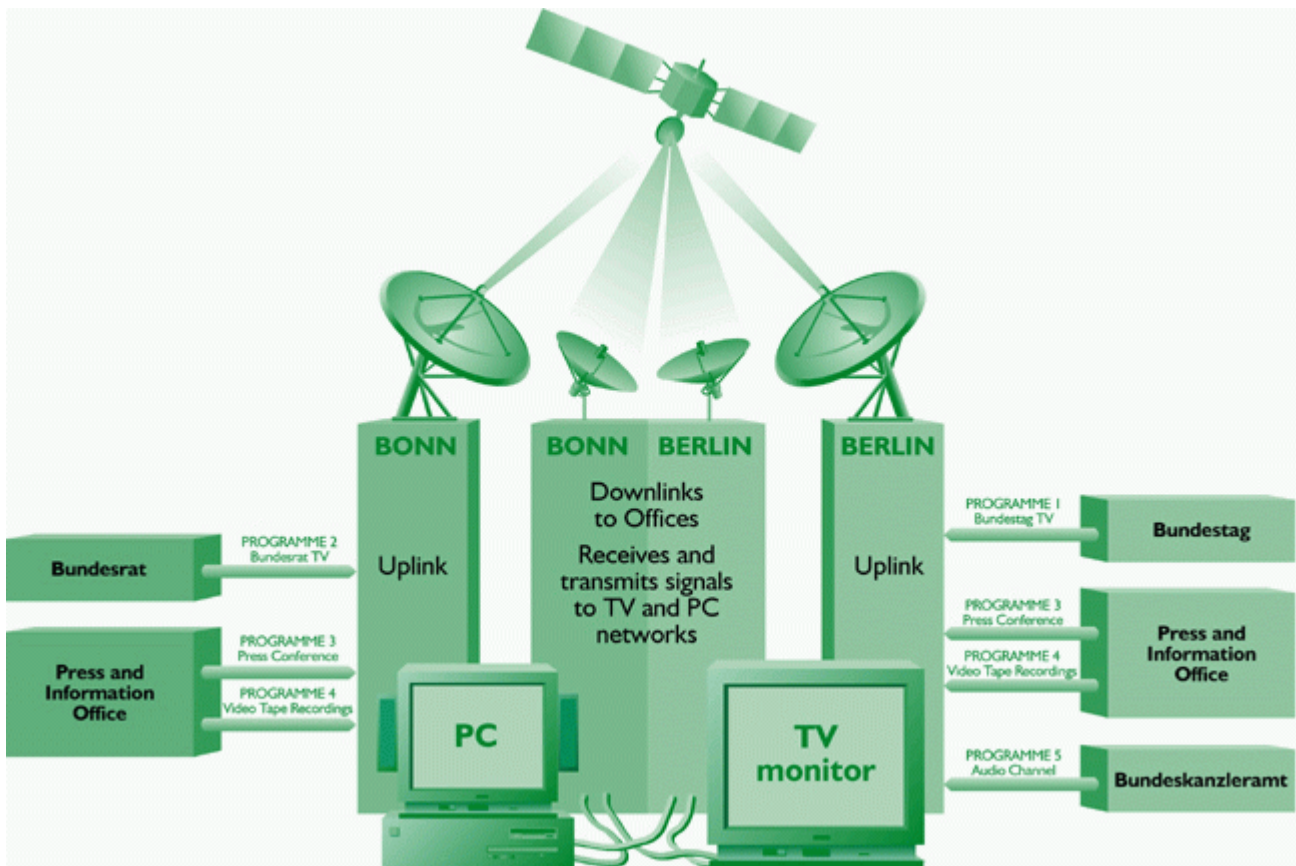 BONN
Uplink
BONN BERLIN
Downlinks
to Offices
Receives and
transmits signals
to TV and PC
networks
BERLIN
Uplink
Bundesrat
PROGRAMME 2
Bundesrat TV
Press and
Information
Office
PROGRAMME 3
Press Conference
PROGRAMME 4
Video Tape Recordings
PROGRAMME 1
Bundestag TV
Bundestag
PROGRAMME 3
Press Conference
PROGRAMME 4
Video Tape Recordings
Press and
Information
Office
PROGRAMME 5
Audio Channel
Bundeskanzleramt
PC
TV
monitor